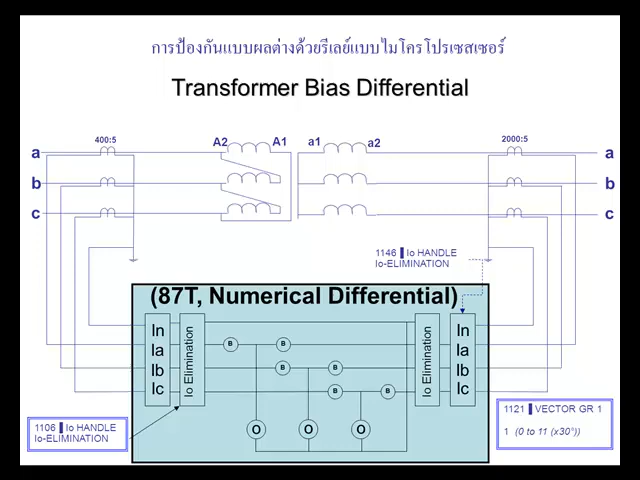 การป้องกันแบบผลต่างด้วยรีเลย์แบบไมโครโปรเซสเซอร์
Transformer Bias Differential
400:5
A2 A1 a1 a2
2000:5
a a
b b
c c
1146 ▌Io HANDLE
Io-ELIMINATION
(87T, Numerical Differential)
In
Ia
Ib
Ic
Io Elimination
B B
B B
B B
O O O
Io Elimination
In
Ia
Ib
Ic
1106 ▌Io HANDLE
Io-ELIMINATION
1121 ▌VECTOR GR 1
1 (0 to 11 (x30°))